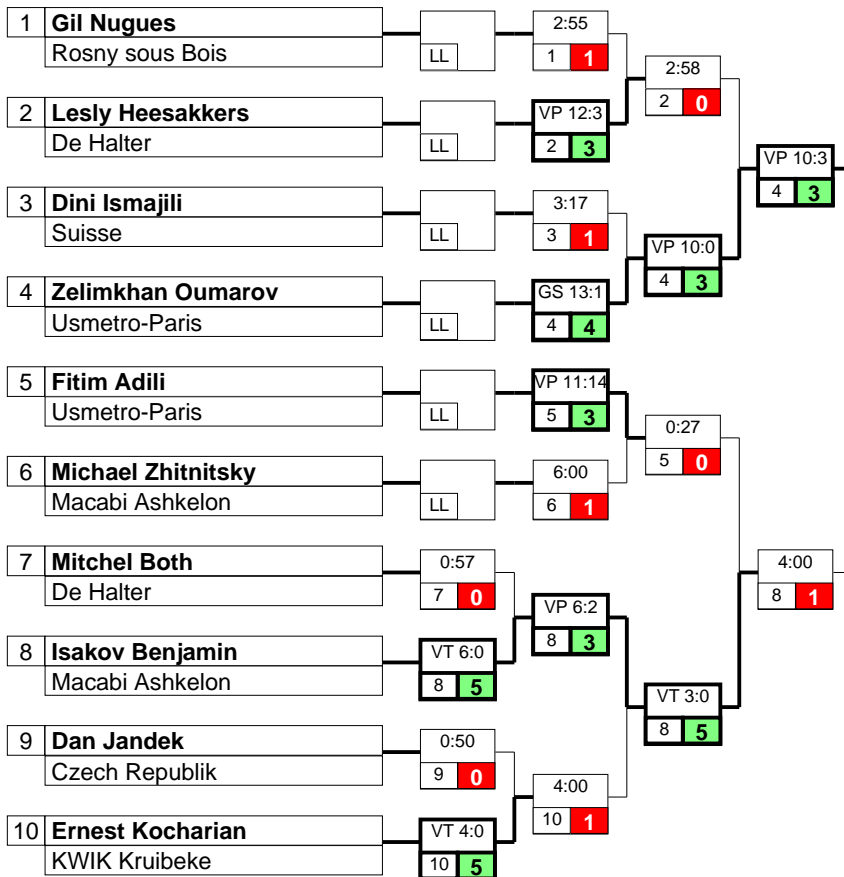 1 Gil Nugues
Rosny sous Bois
LL
2:55
1 1
2:58
2 0
2 Lesly Heesakkers
De Halter
LL
VP 12:3
2 3
VP 10:3
4 3
3 Dini Ismajili
Suisse
LL
3:17
3 1
VP 10:0
4 3
4 Zelimkhan Oumarov
Usmetro-Paris
LL
GS 13:1
4 4
5 Fitim Adili
Usmetro-Paris
LL
VP 11:14
5 3
0:27
5 0
6 Michael Zhitnitsky
Macabi Ashkelon
LL
6:00
6 1
7 Mitchel Both
De Halter
0:57
7 0
VP 6:2
8 3
4:00
8 1
8 Isakov Benjamin
Macabi Ashkelon
VT 6:0
8 5
VT 3:0
8 5
9 Dan Jandek
Czech Republik
0:50
9 0
4:00
10 1
10 Ernest Kocharian
KWIK Kruibeke
VT 4:0
10 5